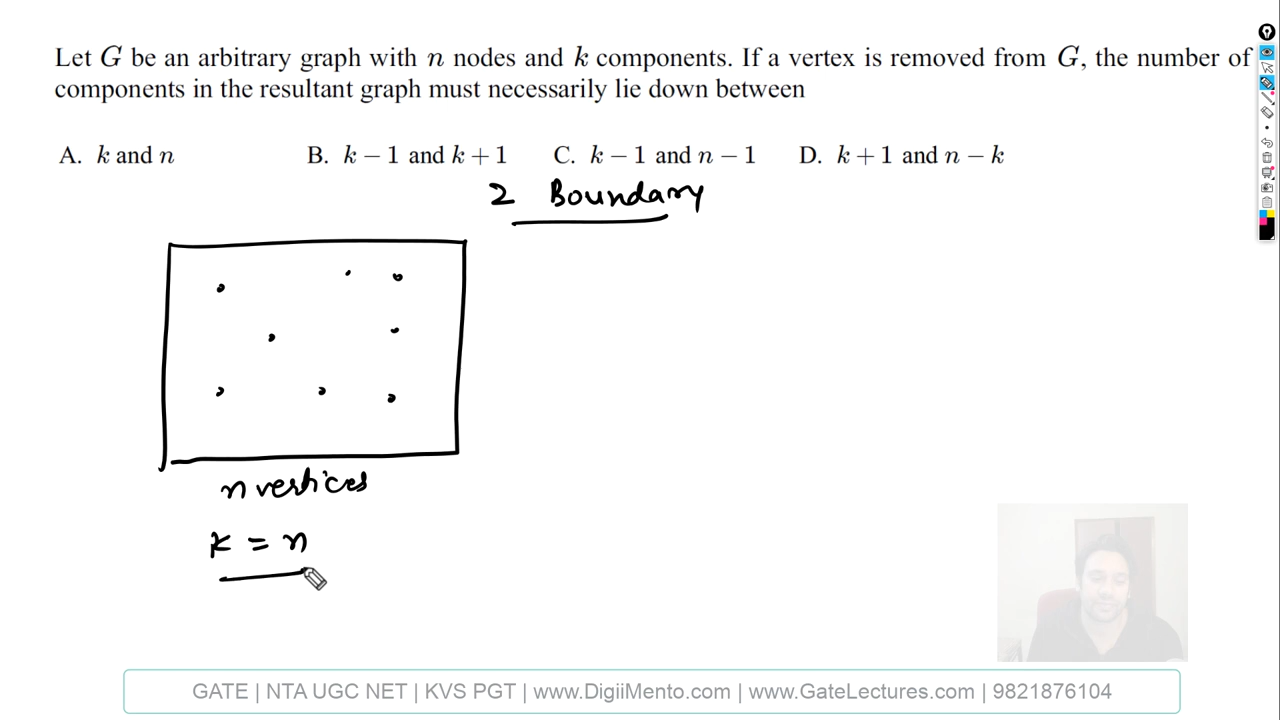 Let G be an arbitrary graph with n nodes and k components. If a vertex is removed from G, the number of
components in the resultant graph must necessarily lie down between
A. k and n B. k − 1 and k + 1 C. k − 1 and n − 1 D. k + 1 and n − k
2 Boundary
n vertices
k = n
GATE | NTA UGC NET | KVS PGT | www.DigiiMento.com | www.GateLectures.com | 9821876104